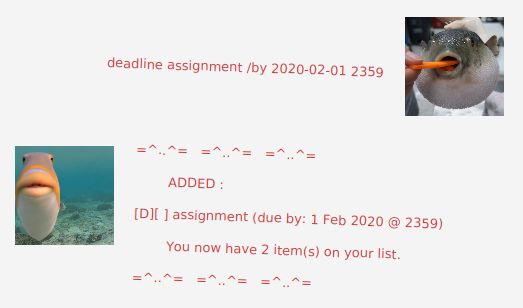 deadline assignment /by 2020-02-01 2359
=^..^= =^..^= =^..^=
ADDED :
[D][ ] assignment (due by: 1 Feb 2020 @ 2359)
You now have 2 item(s) on your list.
=^..^= =^..^= =^..^=